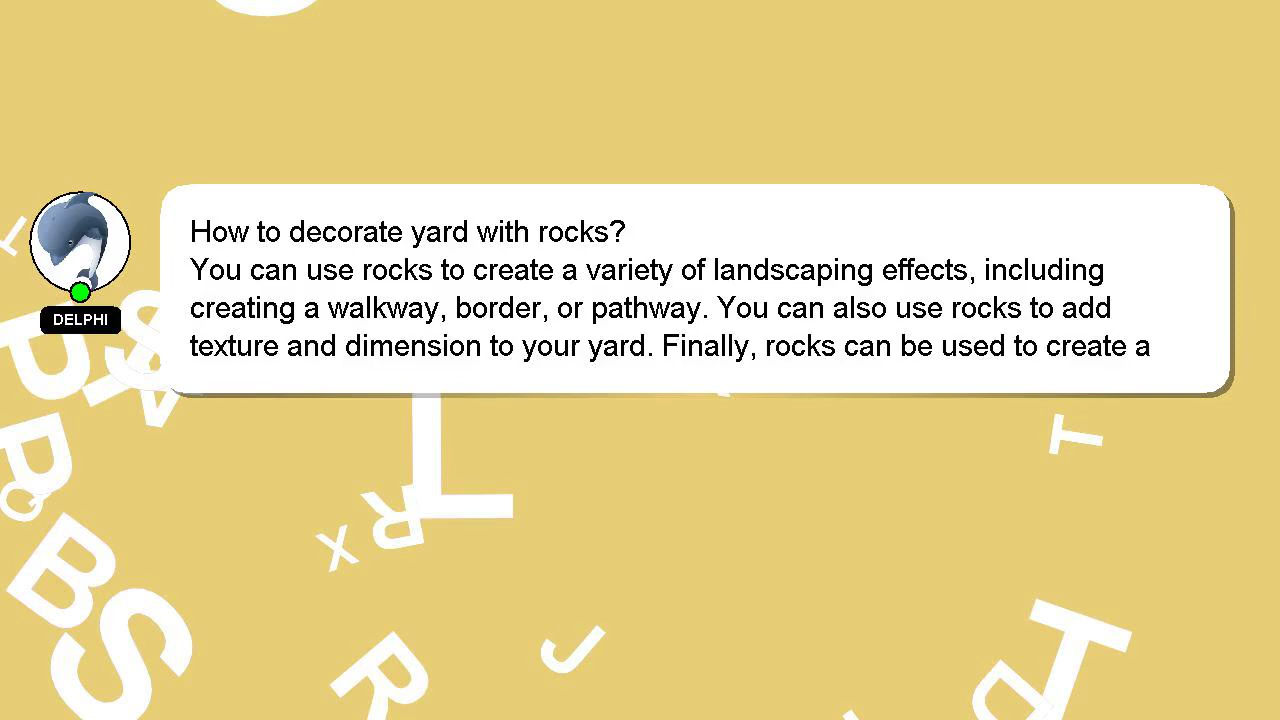 How to decorate yard with rocks?
You can use rocks to create a variety of landscaping effects, including
creating a walkway, border, or pathway. You can also use rocks to add
texture and dimension to your yard. Finally, rocks can be used to create a
DELPHI
T
S
P
L
&
A
R
Q
B
S
L
R
X
J
R
T
T
D